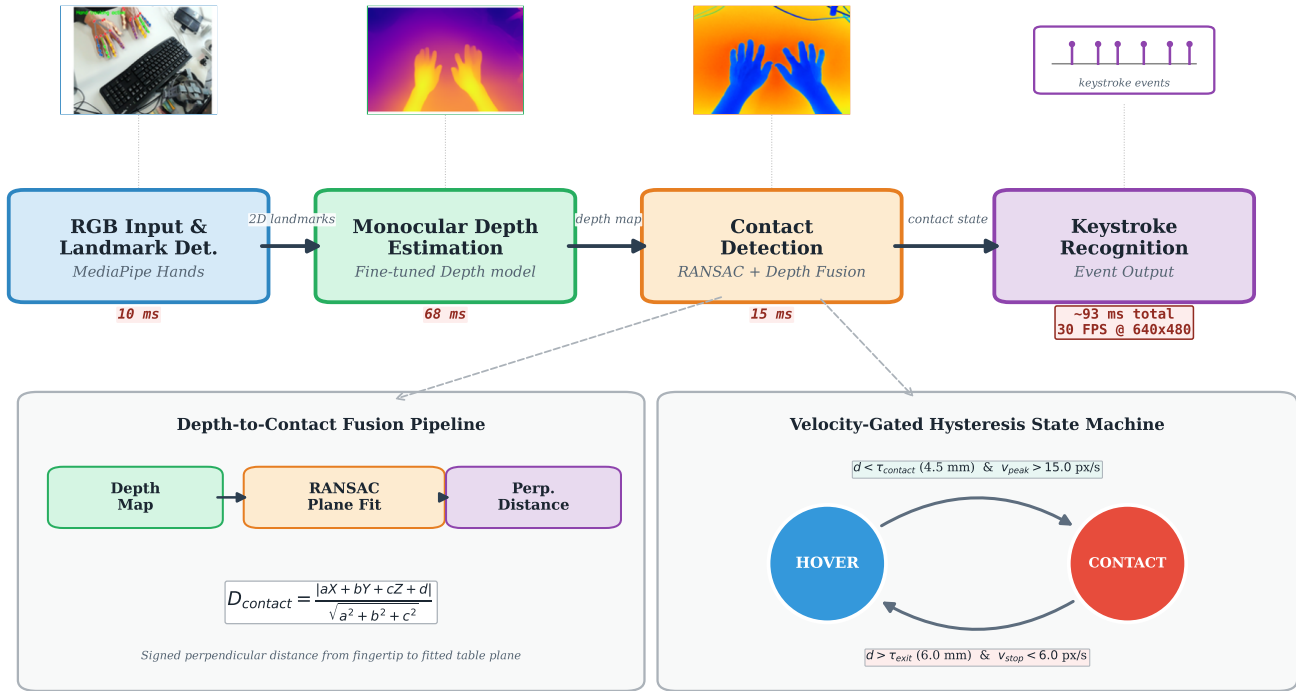 keystroke events
RGB Input &
Landmark Det.
MediaPipe Hands
10 ms
2D landmarks
Monocular Depth
Estimation
Fine-tuned Depth model
68 ms
depth map
Contact
Detection
RANSAC + Depth Fusion
15 ms
contact state
Keystroke
Recognition
Event Output
~93 ms total
30 FPS @ 640x480
Depth-to-Contact Fusion Pipeline
Depth
Map
RANSAC
Plane Fit
Perp.
Distance
D_contact = |aX + bY + cZ + d| / √(a² + b² + c²)
Signed perpendicular distance from fingertip to fitted table plane
Velocity-Gated Hysteresis State Machine
d < τ_contact (4.5 mm) & v_peak > 15.0 px/s
HOVER
CONTACT
d > τ_exit (6.0 mm) & v_stop < 6.0 px/s